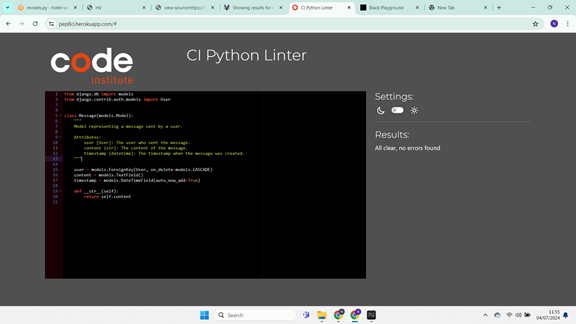 models.py - hotel-v
HV
view-source:https://
Showing results for -
CI Python Linter
Black Playground
New Tab
pep8ci.herokuapp.com/#
code
institute
CI Python Linter
1 from django.db import models
2 from django.contrib.auth.models import User
3
4
5 class Message(models.Model):
6 """
7 Model representing a message sent by a user.
8
9 Attributes:
10 user (User): The user who sent the message.
11 content (str): The content of the message.
12 timestamp (datetime): The timestamp when the message was created.
13 """
14
15 user = models.ForeignKey(User, on_delete=models.CASCADE)
16 content = models.TextField()
17 timestamp = models.DateTimeField(auto_now_add=True)
18
19 def __str__(self):
20 return self.content
21
Settings:
Results:
All clear, no errors found
Search
11:55
04/07/2024